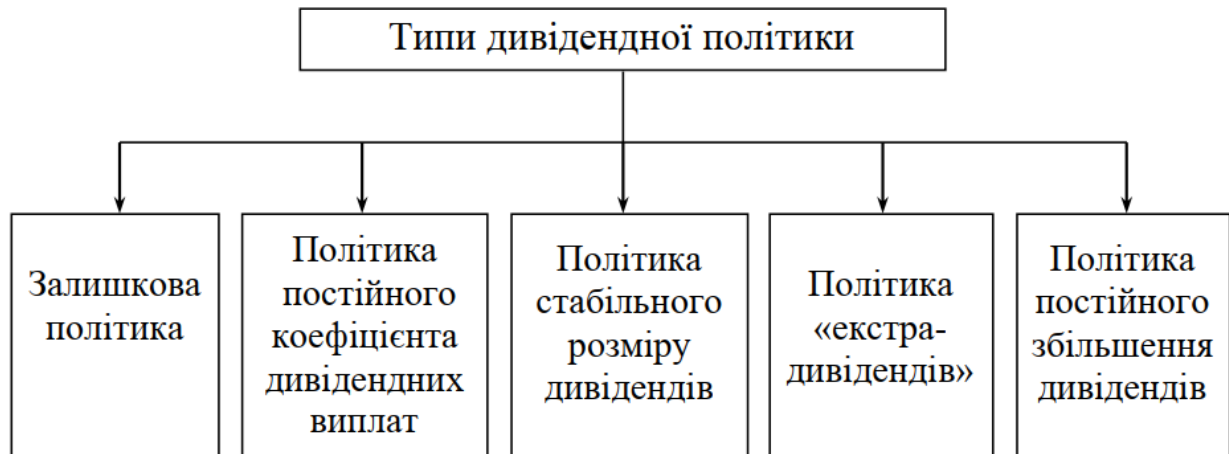 Типи дивідендної політики
Залишкова
політика
Політика
постійного
коефіцієнта
дивідендних
виплат
Політика
стабільного
розміру
дивідендів
Політика
«екстра-
дивідендів»
Політика
постійного
збільшення
дивідендів